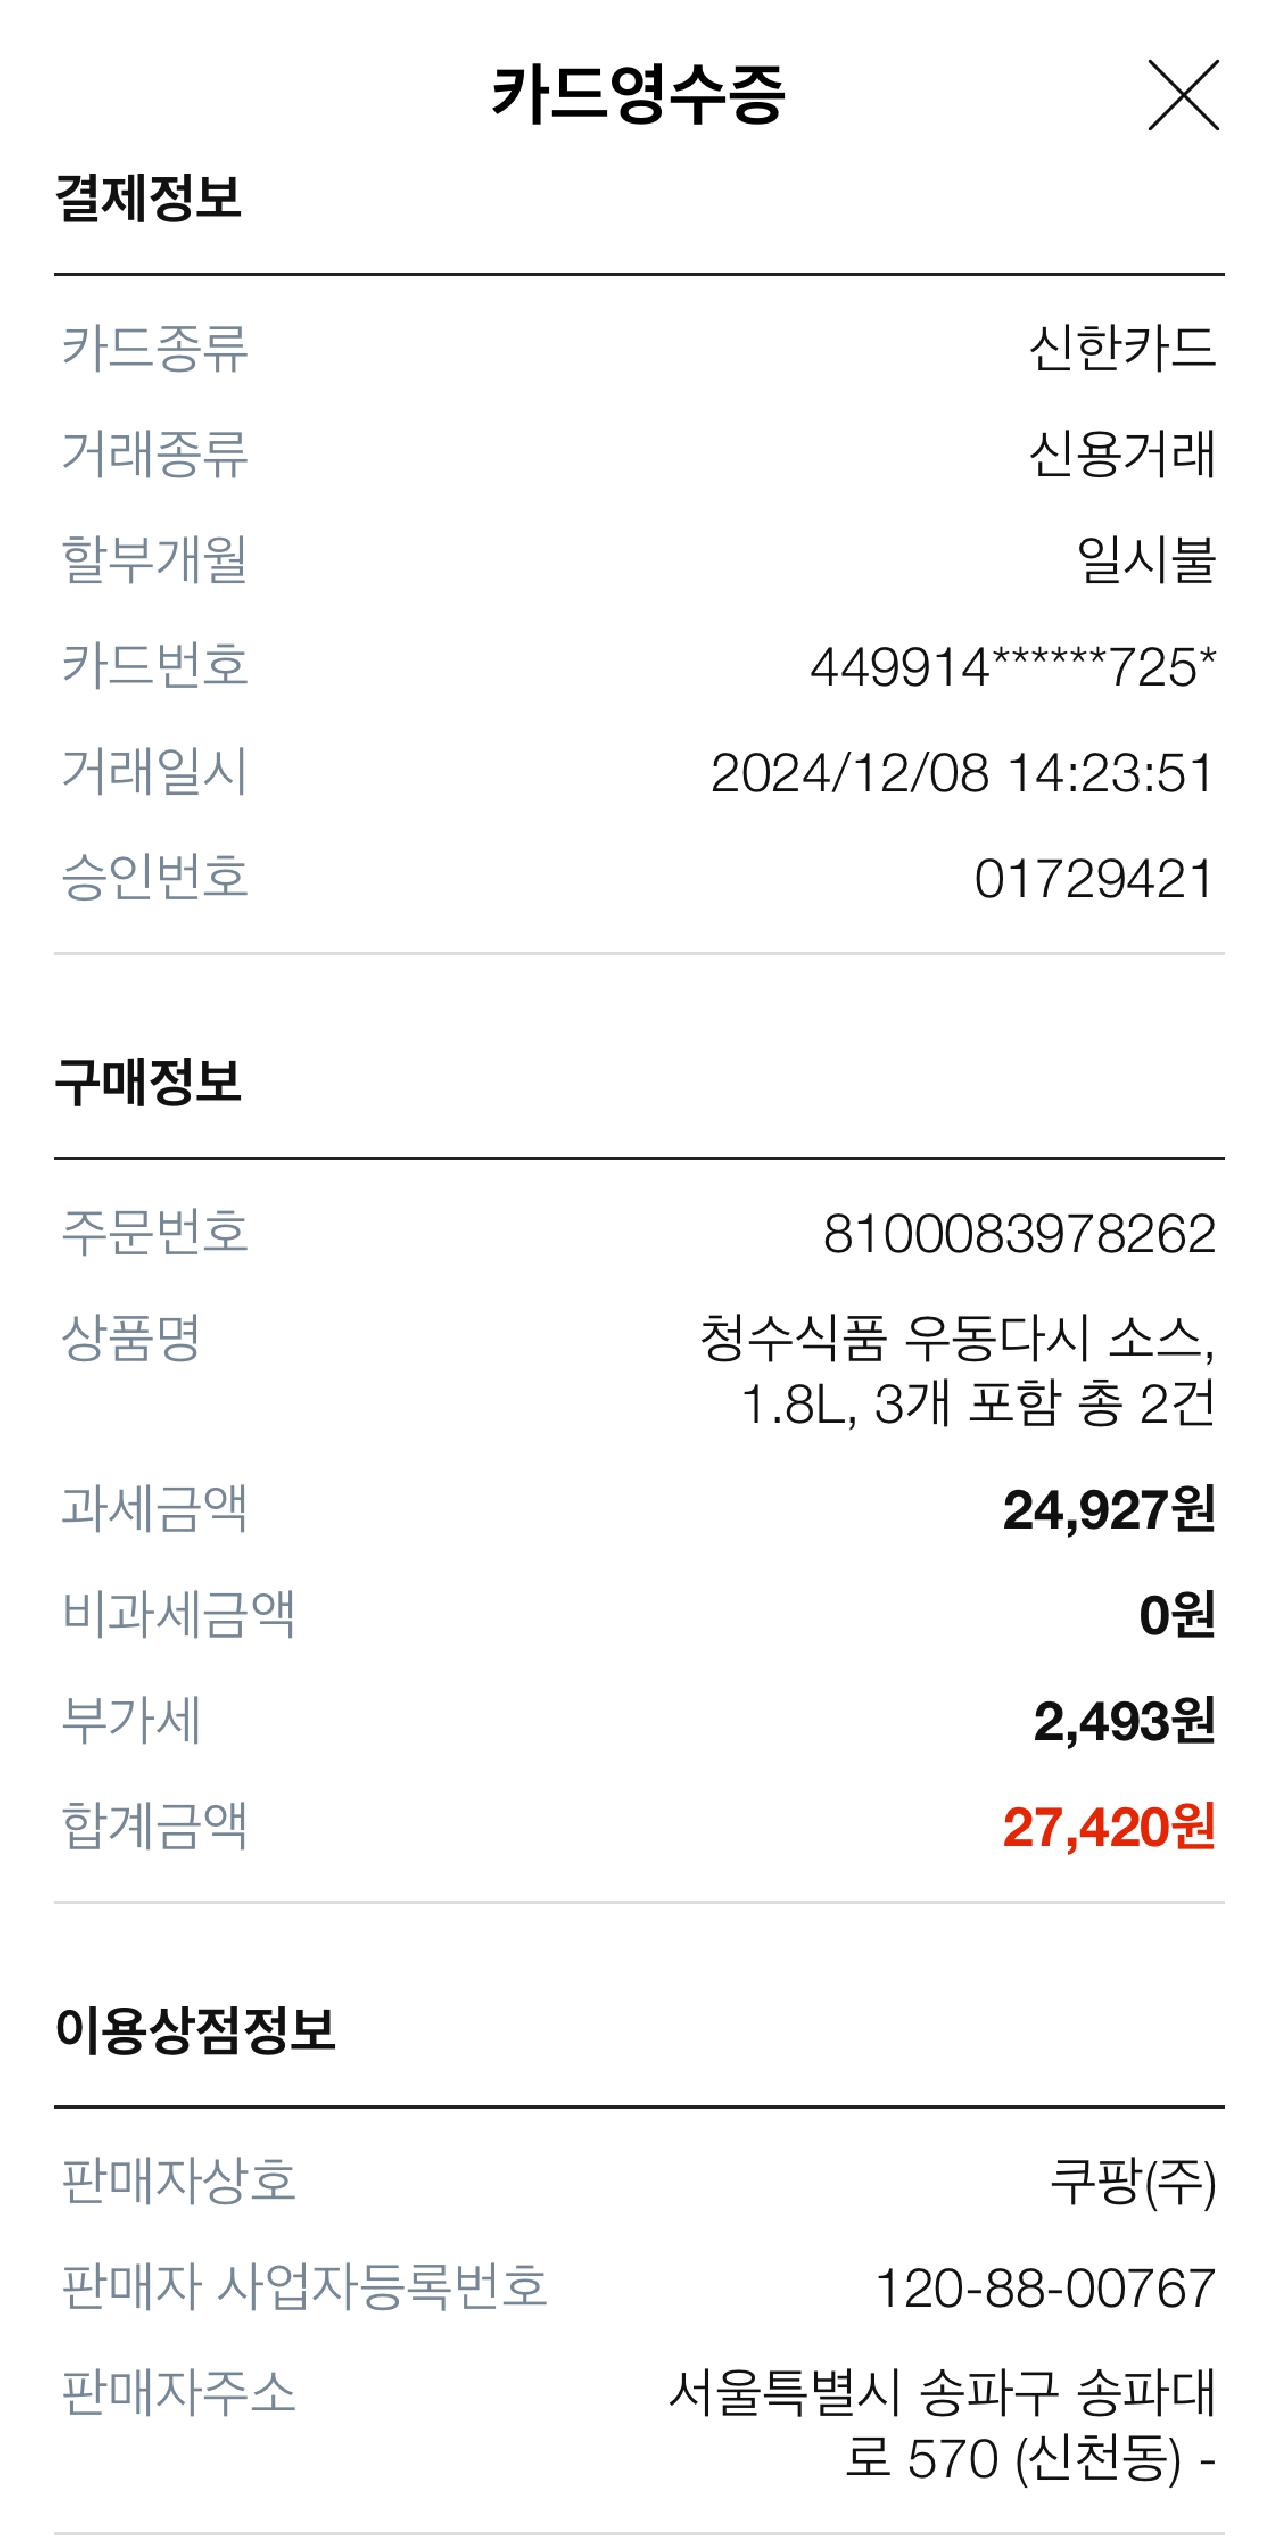 카드영수증
결제정보
카드종류 신한카드
거래종류 신용거래
할부개월 일시불
카드번호 449914******725*
거래일시 2024/12/08 14:23:51
승인번호 01729421
구매정보
주문번호 8100083978262
상품명 청수식품 우동다시 소스,
1.8L, 3개 포함 총 2건
과세금액 24,927원
비과세금액 0원
부가세 2,493원
합계금액 27,420원
이용상점정보
판매자상호 쿠팡(주)
판매자 사업자등록번호 120-88-00767
판매자주소 서울특별시 송파구 송파대
로 570 (신천동) -